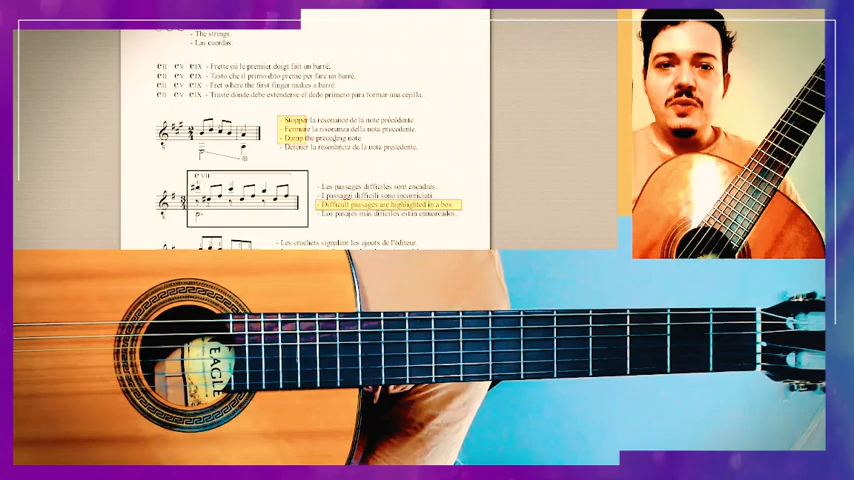 - The strings.
- Las cuerdas.
CII CV CIX - Frette où le premier doigt fait un barré.
CII CV CIX - Tasto che il primo dito preme per fare un barré.
CII CV CIX - Fret where the first finger makes a barré.
CII CV CIX - Traste donde debe extenderse el dedo primero para formar una cejilla.
- Stopper la résonance de la note précédente.
- Fermare la risonanza della nota precedente.
- Damp the preceding note.
- Detener la resonancia de la nota precedente.
CVII
- Les passages difficiles sont encadrés.
- I passaggi difficili sono incorniciati.
- Difficult passages are highlighted in a box.
- Los pasajes más difíciles están enmarcados.
- Les crochets signalent les ajouts de l'éditeur.
EAGLE